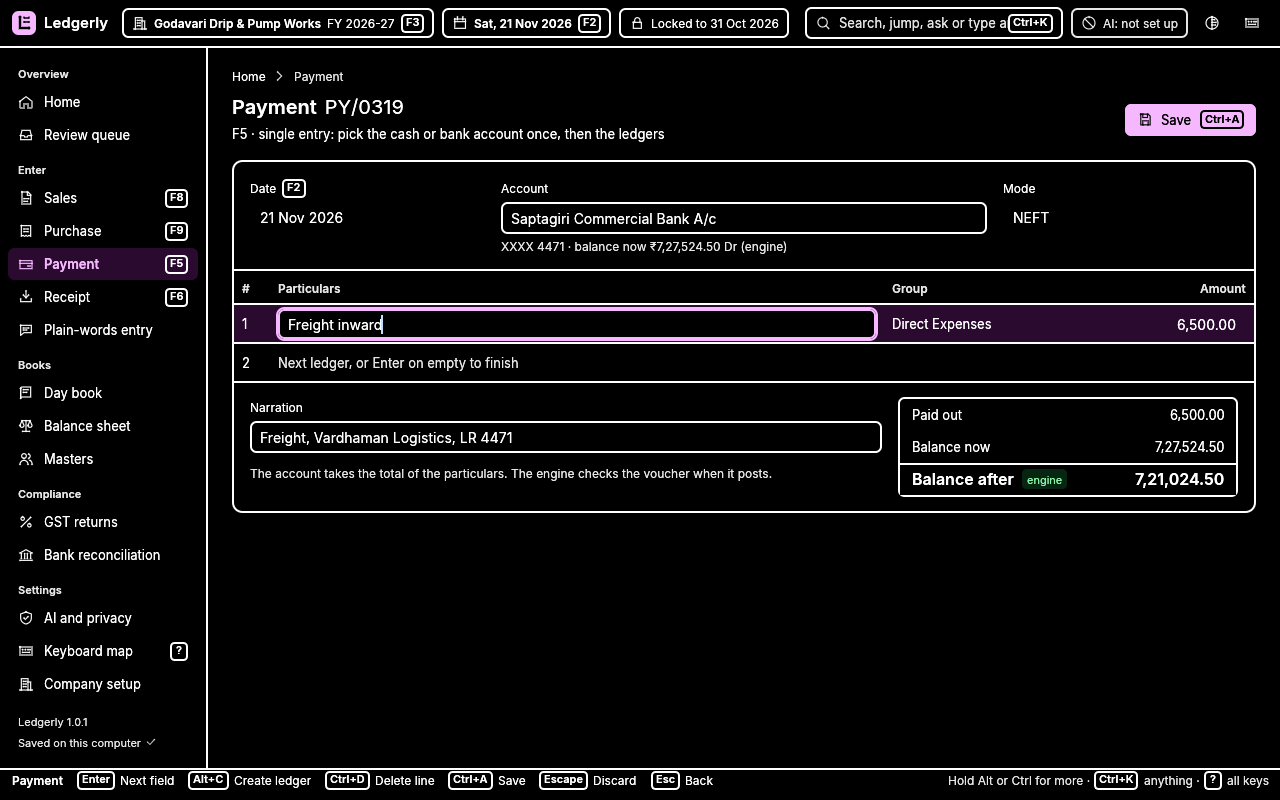 Ledgerly
Godavari Drip & Pump Works FY 2026-27 F3
Sat, 21 Nov 2026 F2
Locked to 31 Oct 2026
Search, jump, ask or type a Ctrl+K
AI: not set up
Overview
Home
Review queue
Enter
Sales F8
Purchase F9
Payment F5
Receipt F6
Plain-words entry
Books
Day book
Balance sheet
Masters
Compliance
GST returns
Bank reconciliation
Settings
AI and privacy
Keyboard map ?
Company setup
Ledgerly 1.0.1
Saved on this computer
Home Payment
Payment PY/0319
F5 · single entry: pick the cash or bank account once, then the ledgers
Save Ctrl+A
Date F2 Account Mode
21 Nov 2026 Saptagiri Commercial Bank A/c NEFT
XXXX 4471 · balance now ₹7,27,524.50 Dr (engine)
# Particulars Group Amount
1 Freight inward Direct Expenses 6,500.00
2 Next ledger, or Enter on empty to finish
Narration
Freight, Vardhaman Logistics, LR 4471
The account takes the total of the particulars. The engine checks the voucher when it posts.
Paid out 6,500.00
Balance now 7,27,524.50
Balance after engine 7,21,024.50
Payment Enter Next field Alt+C Create ledger Ctrl+D Delete line Ctrl+A Save Escape Discard Esc Back
Hold Alt or Ctrl for more · Ctrl+K anything · ? all keys